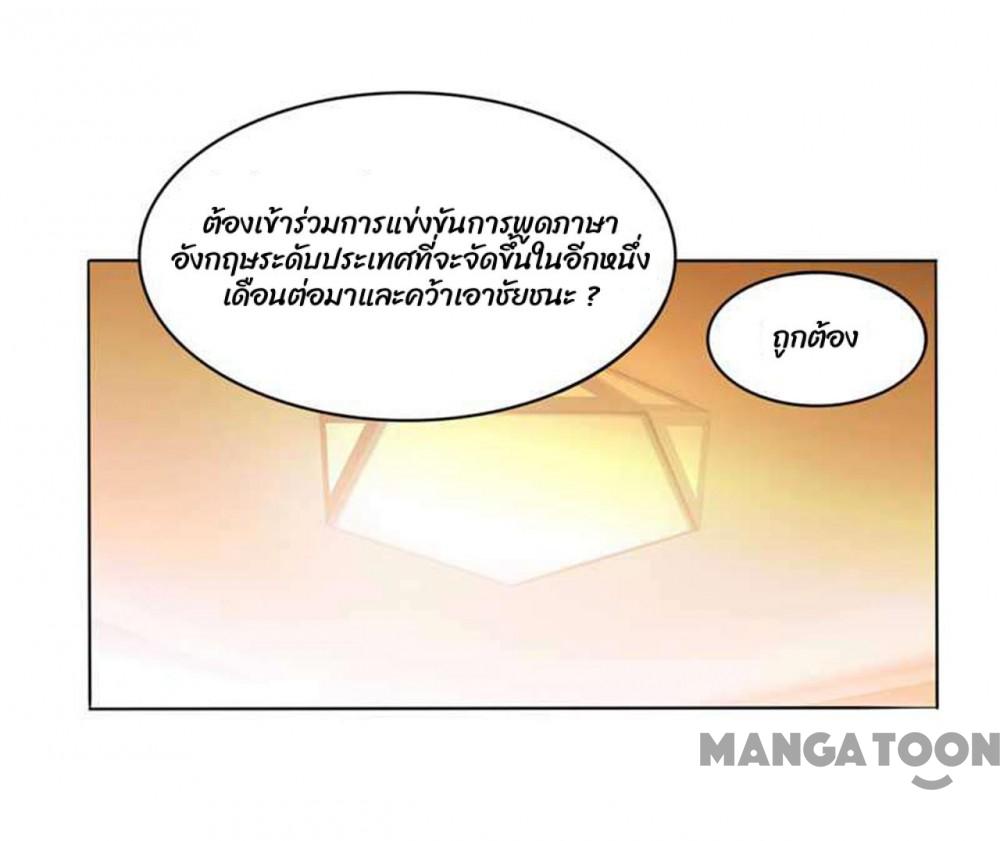 ต้องเข้าร่วมการแข่งขันการพูดภาษา
อังกฤษระดับประเทศที่จะจัดขึ้นในอีกหนึ่ง
เดือนต่อมาและคว้าเอาชัยชนะ ?
ถูกต้อง
MANGATOON